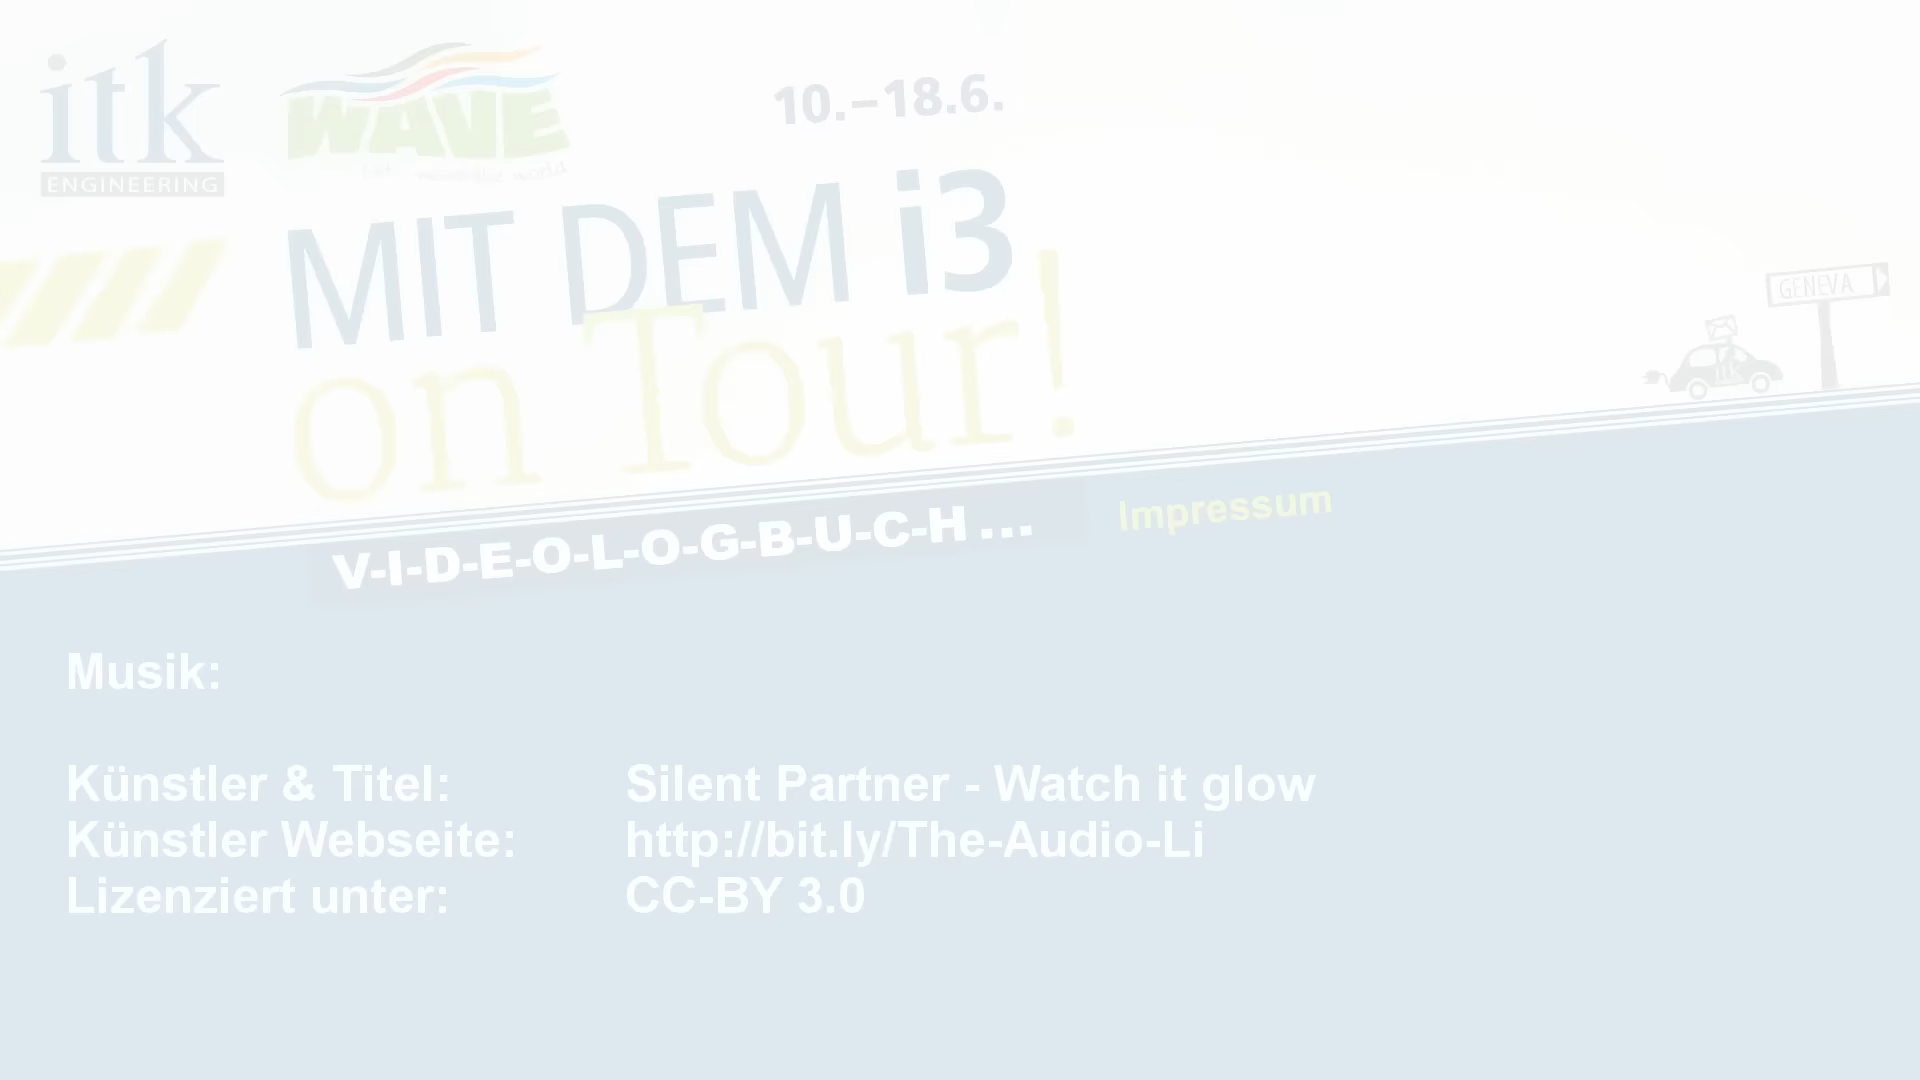 itk
ENGINEERING
WAVE
10.–18.6.
MIT DEM i3
on Tour!
GENEVA
V-I-D-E-O-L-O-G-B-U-C-H...
Impressum
Musik:
Künstler & Titel: Silent Partner - Watch it glow
Künstler Webseite: http://bit.ly/The-Audio-Li
Lizenziert unter: CC-BY 3.0